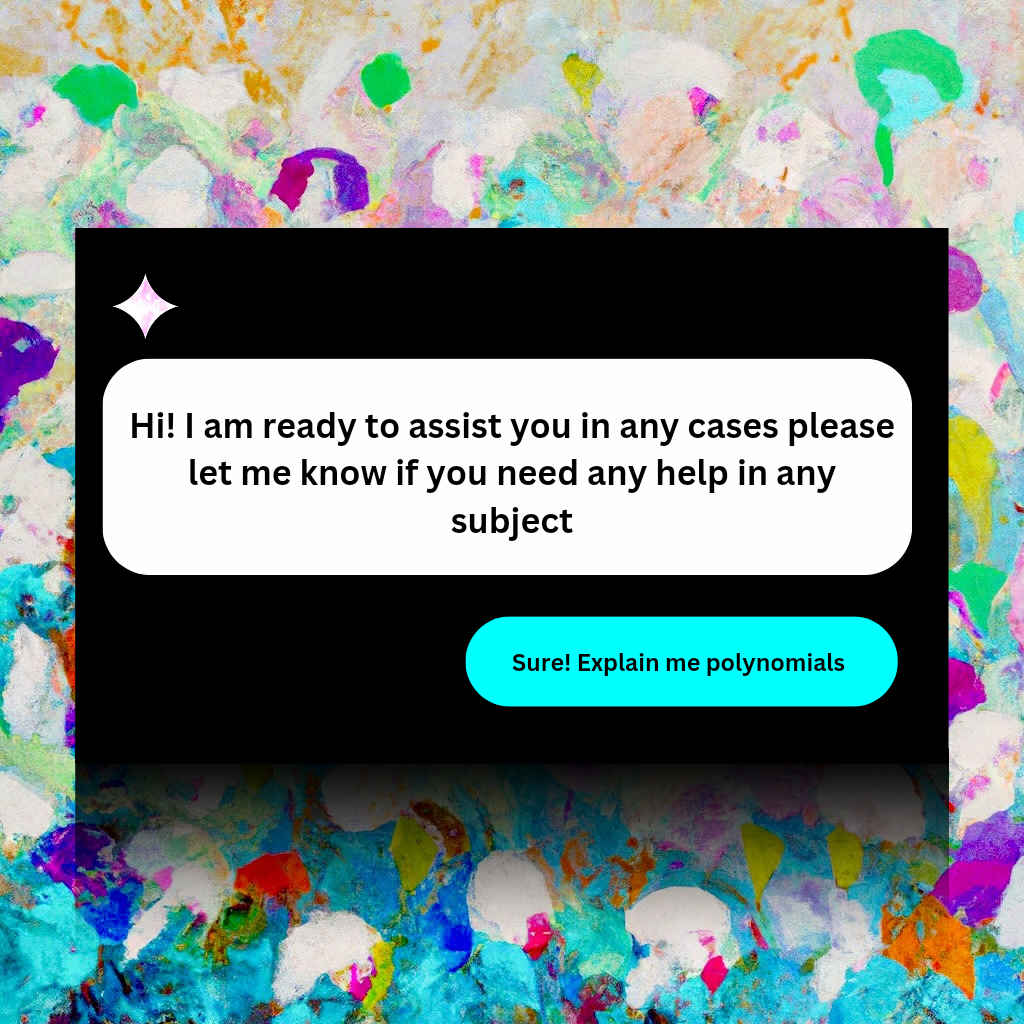 Hi! I am ready to assist you in any cases please
let me know if you need any help in any
subject
Sure! Explain me polynomials